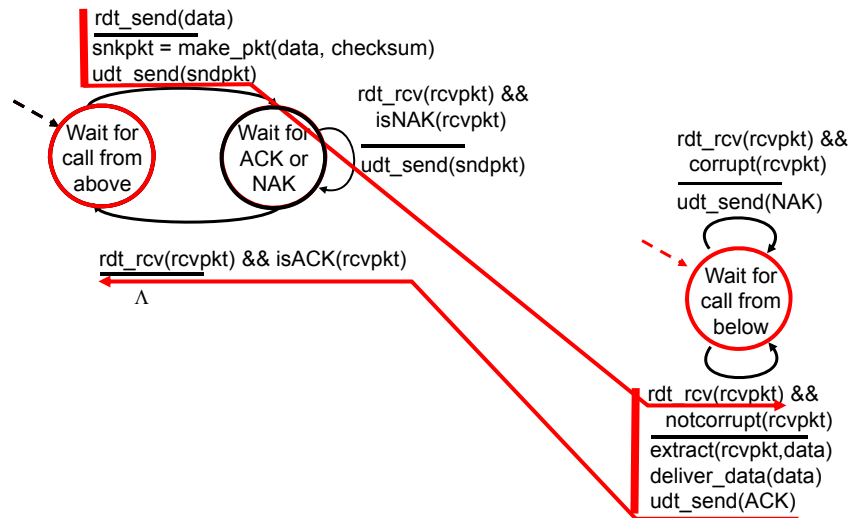 rdt_send(data)
snkpkt = make_pkt(data, checksum)
udt_send(sndpkt)
Wait for
call from
above
Wait for
ACK or
NAK
rdt_rcv(rcvpkt) &&
isNAK(rcvpkt)
udt_send(sndpkt)
rdt_rcv(rcvpkt) && isACK(rcvpkt)
Λ
rdt_rcv(rcvpkt) &&
corrupt(rcvpkt)
udt_send(NAK)
Wait for
call from
below
rdt_rcv(rcvpkt) &&
notcorrupt(rcvpkt)
extract(rcvpkt,data)
deliver_data(data)
udt_send(ACK)